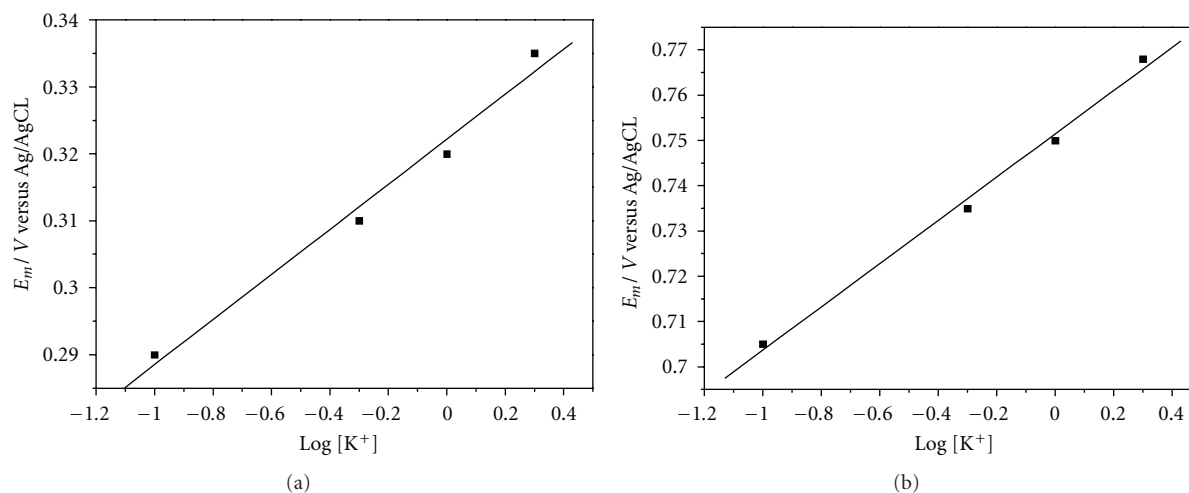 0.34
0.33
0.32
0.31
0.3
0.29
E_m / V versus Ag/AgCL
−1.2 −1 −0.8 −0.6 −0.4 −0.2 0 0.2 0.4
Log [K⁺]
(a)
0.77
0.76
0.75
0.74
0.73
0.72
0.71
0.7
E_m / V versus Ag/AgCL
−1.2 −1 −0.8 −0.6 −0.4 −0.2 0 0.2 0.4
Log [K⁺]
(b)